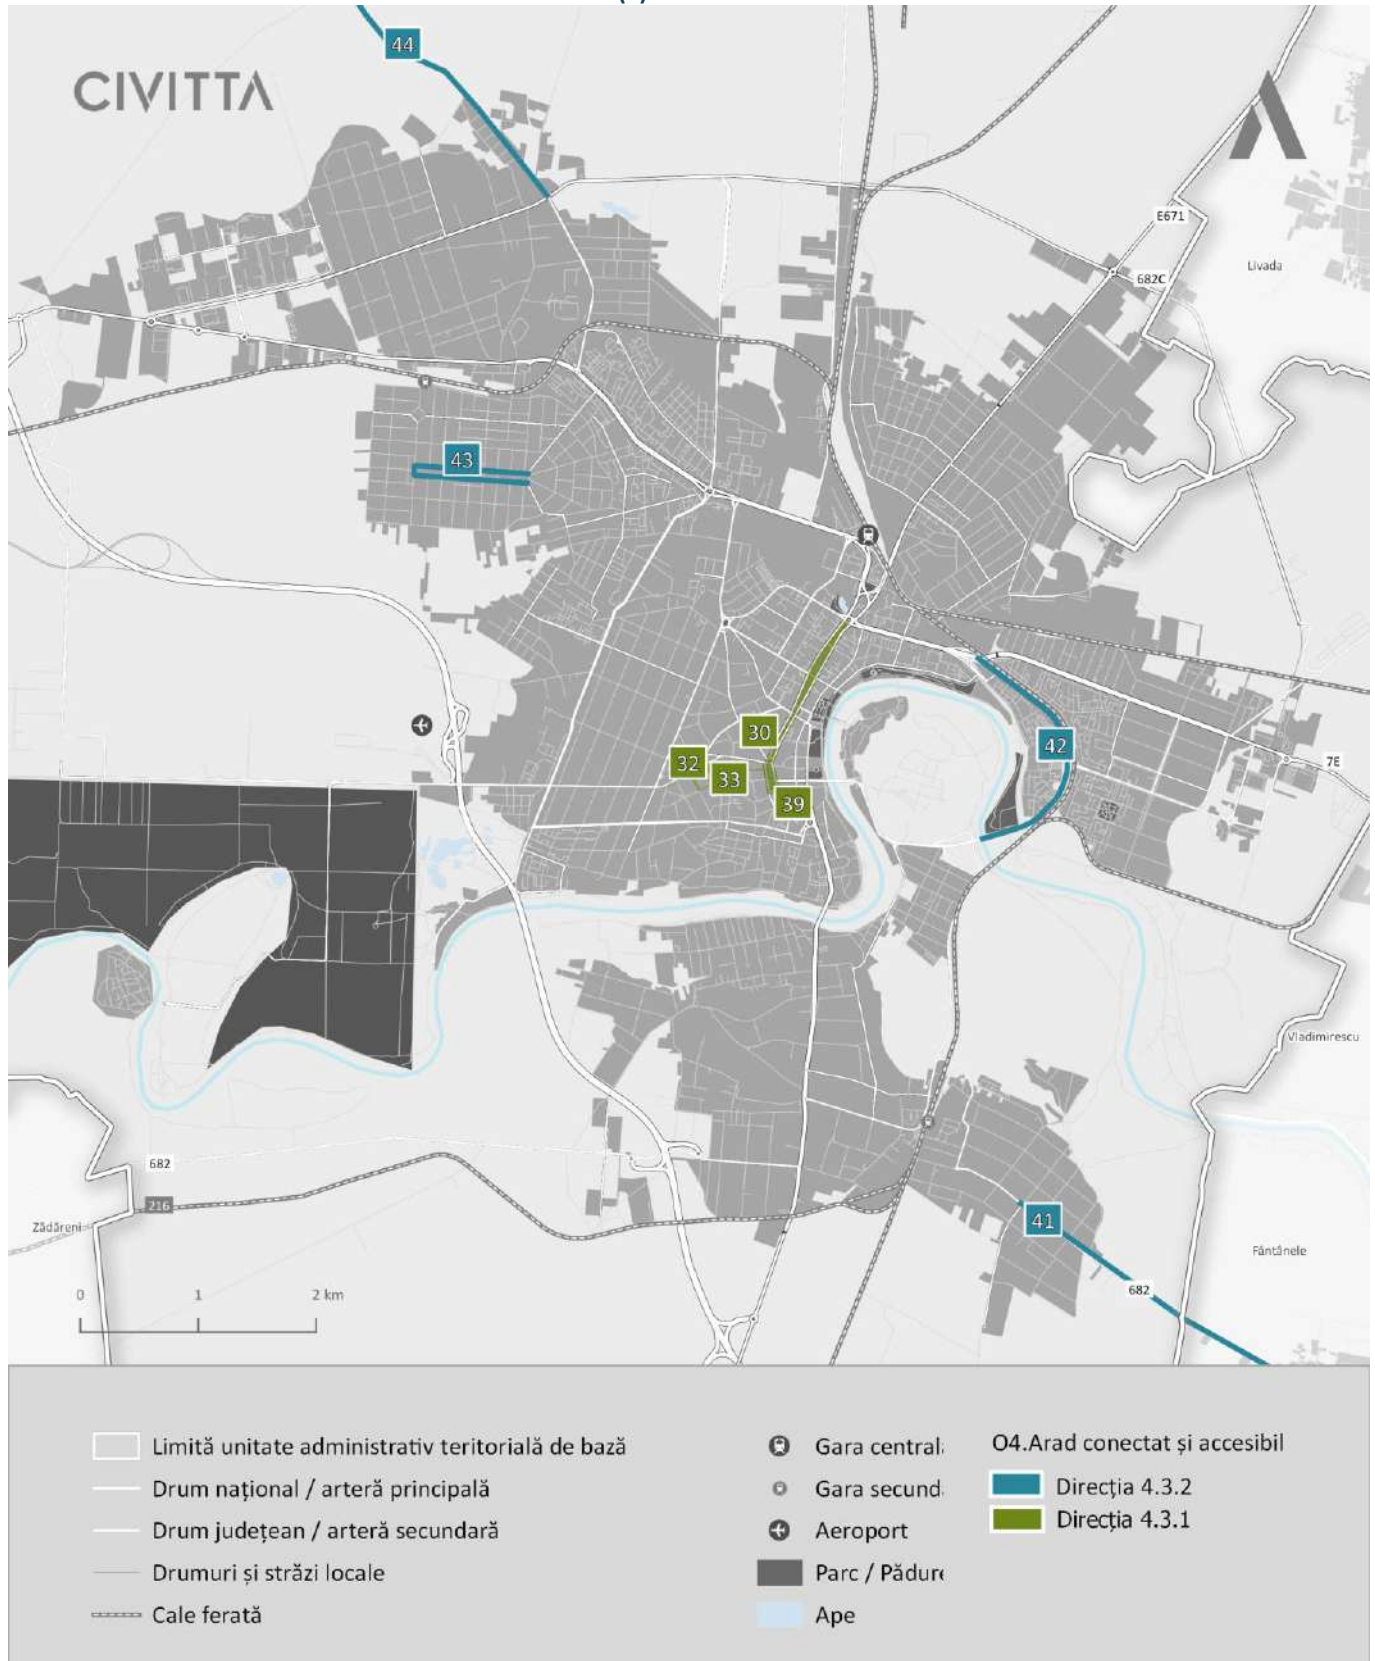 44
CIVITTA
E671
Livada
682C
43
30
42
32
33
7E
39
Vladimirescu
682
216
Zădăreni
41
Fântânele
682
0 1 2 km
Limită unitate administrativ teritorială de bază
Drum național / arteră principală
Drum județean / arteră secundară
Drumuri și străzi locale
Cale ferată
Gara central
Gara secund
Aeroport
Parc / Pădure
Ape
O4.Arad conectat și accesibil
Direcția 4.3.2
Direcția 4.3.1